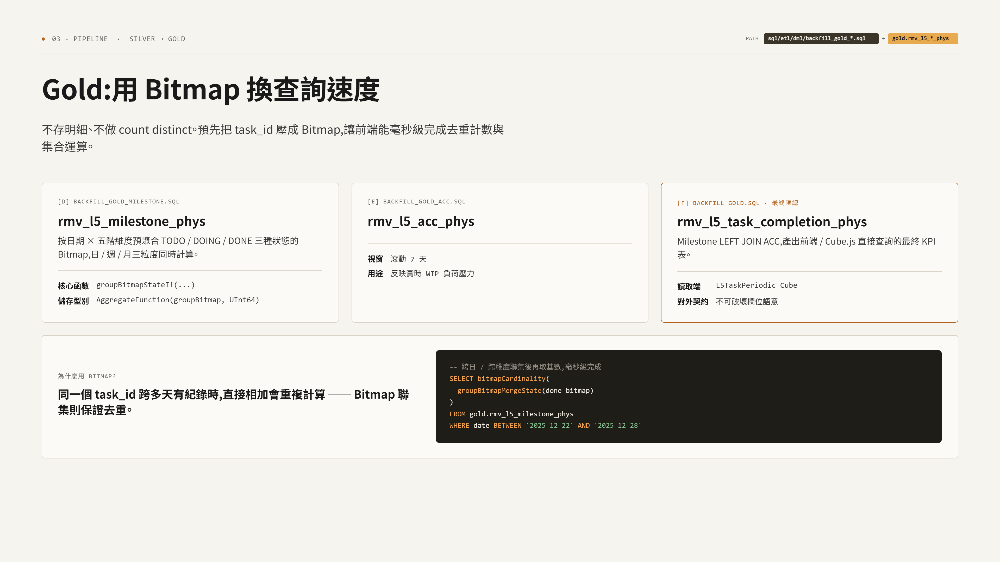 03 · PIPELINE · SILVER → GOLD
PATH sql/etl/dml/backfill_gold_*.sql → gold.rmv_l5_*_phys
Gold:用 Bitmap 換查詢速度
不存明細、不做 count distinct。預先把 task_id 壓成 Bitmap,讓前端能毫秒級完成去重計數與
集合運算。
[D] BACKFILL_GOLD_MILESTONE.SQL
rmv_l5_milestone_phys
按日期 × 五階維度預聚合 TODO / DOING / DONE 三種狀態的
Bitmap,日 / 週 / 月三粒度同時計算。
核心函數 groupBitmapStateIf(...)
儲存型別 AggregateFunction(groupBitmap, UInt64)
[E] BACKFILL_GOLD_ACC.SQL
rmv_l5_acc_phys
視窗 滾動 7 天
用途 反映實時 WIP 負荷壓力
[F] BACKFILL_GOLD.SQL · 最終匯總
rmv_l5_task_completion_phys
Milestone LEFT JOIN ACC,產出前端 / Cube.js 直接查詢的最終 KPI
表。
讀取端 L5TaskPeriodic Cube
對外契約 不可破壞欄位語意
為什麼用 BITMAP?
同一個 task_id 跨多天有紀錄時,直接相加會重複計算 —— Bitmap 聯
集則保證去重。
-- 跨日 / 跨維度聯集後再取基數,毫秒級完成
SELECT bitmapCardinality(
  groupBitmapMergeState(done_bitmap)
)
FROM gold.rmv_l5_milestone_phys
WHERE date BETWEEN '2025-12-22' AND '2025-12-28'